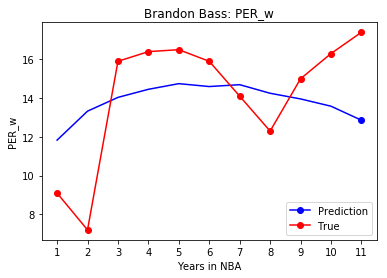 Brandon Bass: PER_w
PER_w
16
14
12
10
8
Prediction
True
1 2 3 4 5 6 7 8 9 10 11
Years in NBA